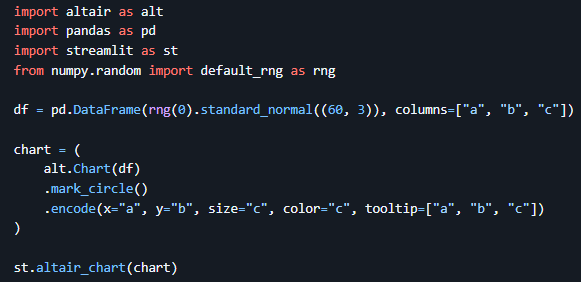 import altair as alt
import pandas as pd
import streamlit as st
from numpy.random import default_rng as rng

df = pd.DataFrame(rng(0).standard_normal((60, 3)), columns=["a", "b", "c"])

chart = (
    alt.Chart(df)
    .mark_circle()
    .encode(x="a", y="b", size="c", color="c", tooltip=["a", "b", "c"])
)

st.altair_chart(chart)